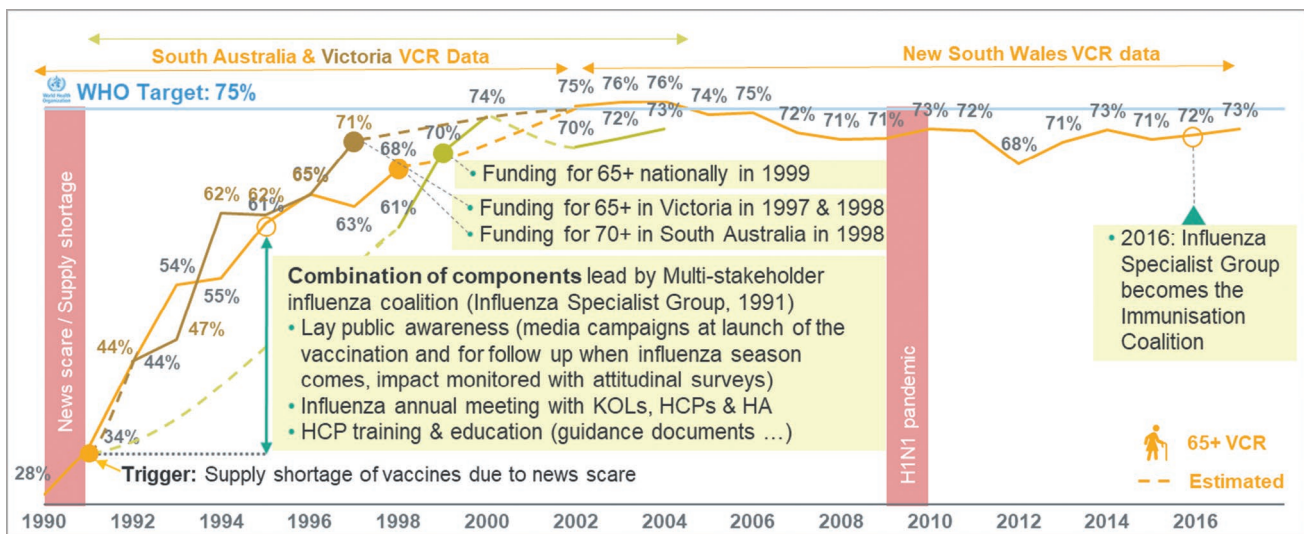 South Australia & Victoria VCR Data
New South Wales VCR data
World Health
Organization
WHO Target: 75%
News scare / Supply shortage
28%
34%
44%
44%
54%
47%
62%
55%
62%
61%
65%
71%
63%
68%
61%
70%
74%
75%
70%
76%
72%
76%
73%
74%
75%
72%
71%
71%
73%
72%
68%
71%
73%
71%
72%
73%
• Funding for 65+ nationally in 1999
• Funding for 65+ in Victoria in 1997 & 1998
• Funding for 70+ in South Australia in 1998
Combination of components lead by Multi-stakeholder
influenza coalition (Influenza Specialist Group, 1991)
• Lay public awareness (media campaigns at launch of the
vaccination and for follow up when influenza season
comes, impact monitored with attitudinal surveys)
• Influenza annual meeting with KOLs, HCPs & HA
• HCP training & education (guidance documents ...)
Trigger: Supply shortage of vaccines due to news scare
H1N1 pandemic
• 2016: Influenza
Specialist Group
becomes the
Immunisation
Coalition
65+ VCR
Estimated
1990 1992 1994 1996 1998 2000 2002 2004 2006 2008 2010 2012 2014 2016